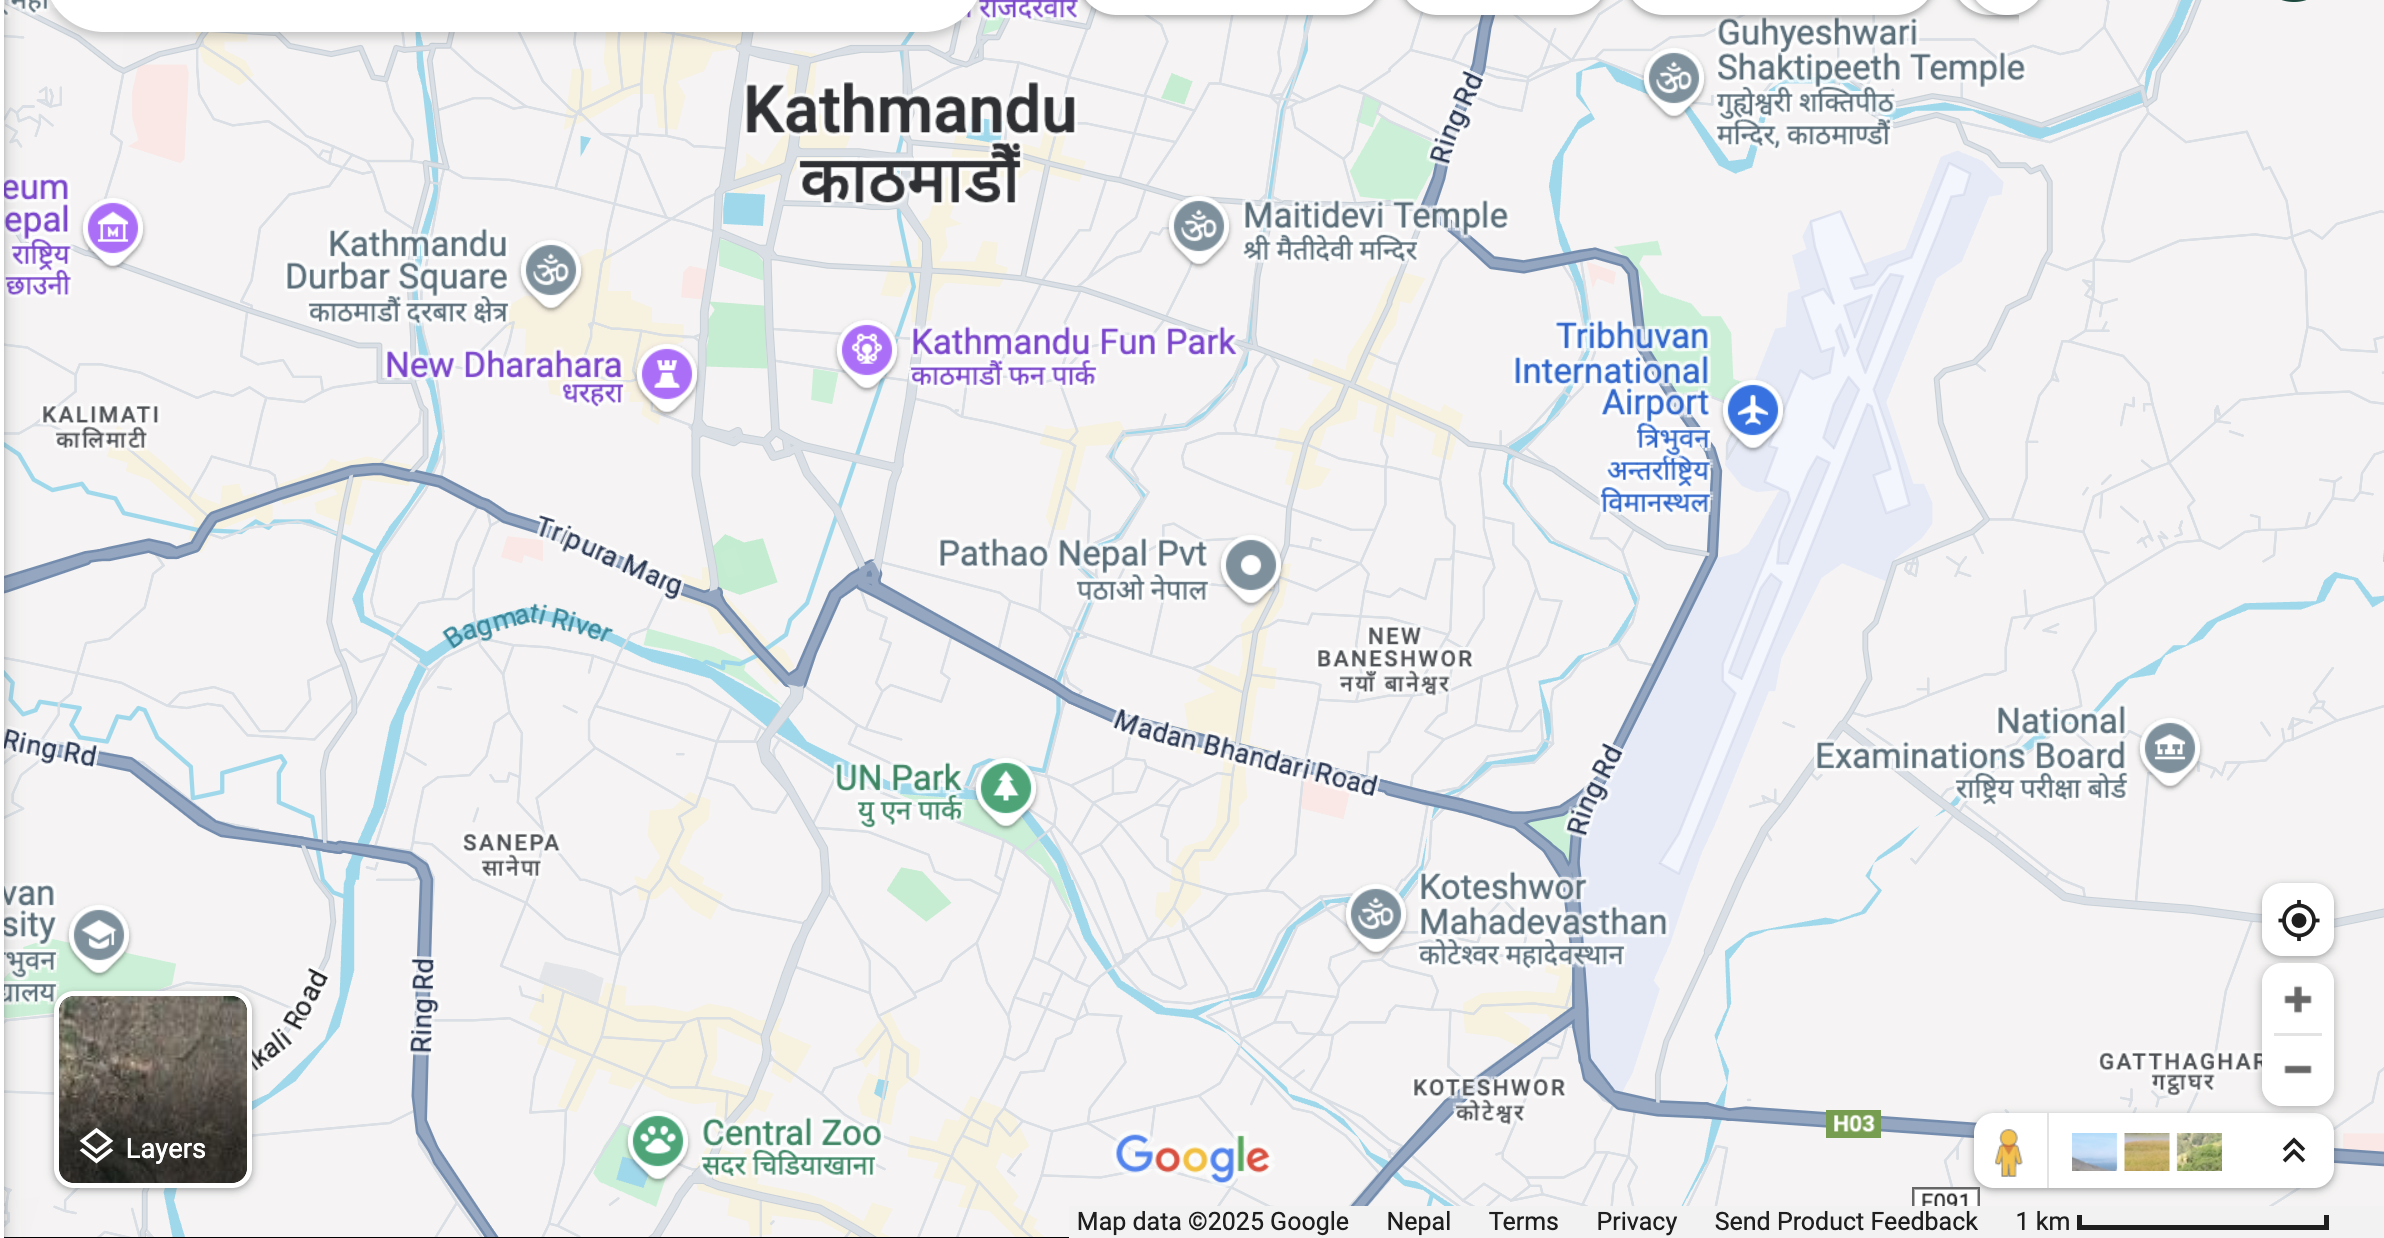 राजदरबार
Guhyeshwari
Shaktipeeth Temple
गुह्येश्वरी शक्तिपीठ
मन्दिर, काठमाण्डौं
Ring Rd
Kathmandu
काठमाडौँ
eum
epal
राष्ट्रिय
छाउनी
Kathmandu
Durbar Square
काठमाडौं दरबार क्षेत्र
Maitidevi Temple
श्री मैतीदेवी मन्दिर
New Dharahara
धरहरा
Kathmandu Fun Park
काठमाडौं फन पार्क
Tribhuvan
International
Airport
त्रिभुवन
अन्तर्राष्ट्रिय
विमानस्थल
KALIMATI
कालिमाटी
Tripura Marg
Pathao Nepal Pvt
पठाओ नेपाल
Bagmati River
NEW
BANESHWOR
नयाँ बानेश्वर
Ring Rd
Madan Bhandari Road
Ring Rd
National
Examinations Board
राष्ट्रिय परीक्षा बोर्ड
UN Park
यु एन पार्क
SANEPA
सानेपा
van
sity
भुवन
द्यालय
Koteshwor
Mahadevasthan
कोटेश्वर महादेवस्थान
Ring Rd
kali Road
KOTESHWOR
कोटेश्वर
GATTHAGHAR
गट्ठाघर
H03
Layers
Central Zoo
सदर चिडियाखाना
Google
F091
Map data ©2025 Google Nepal Terms Privacy Send Product Feedback 1 km